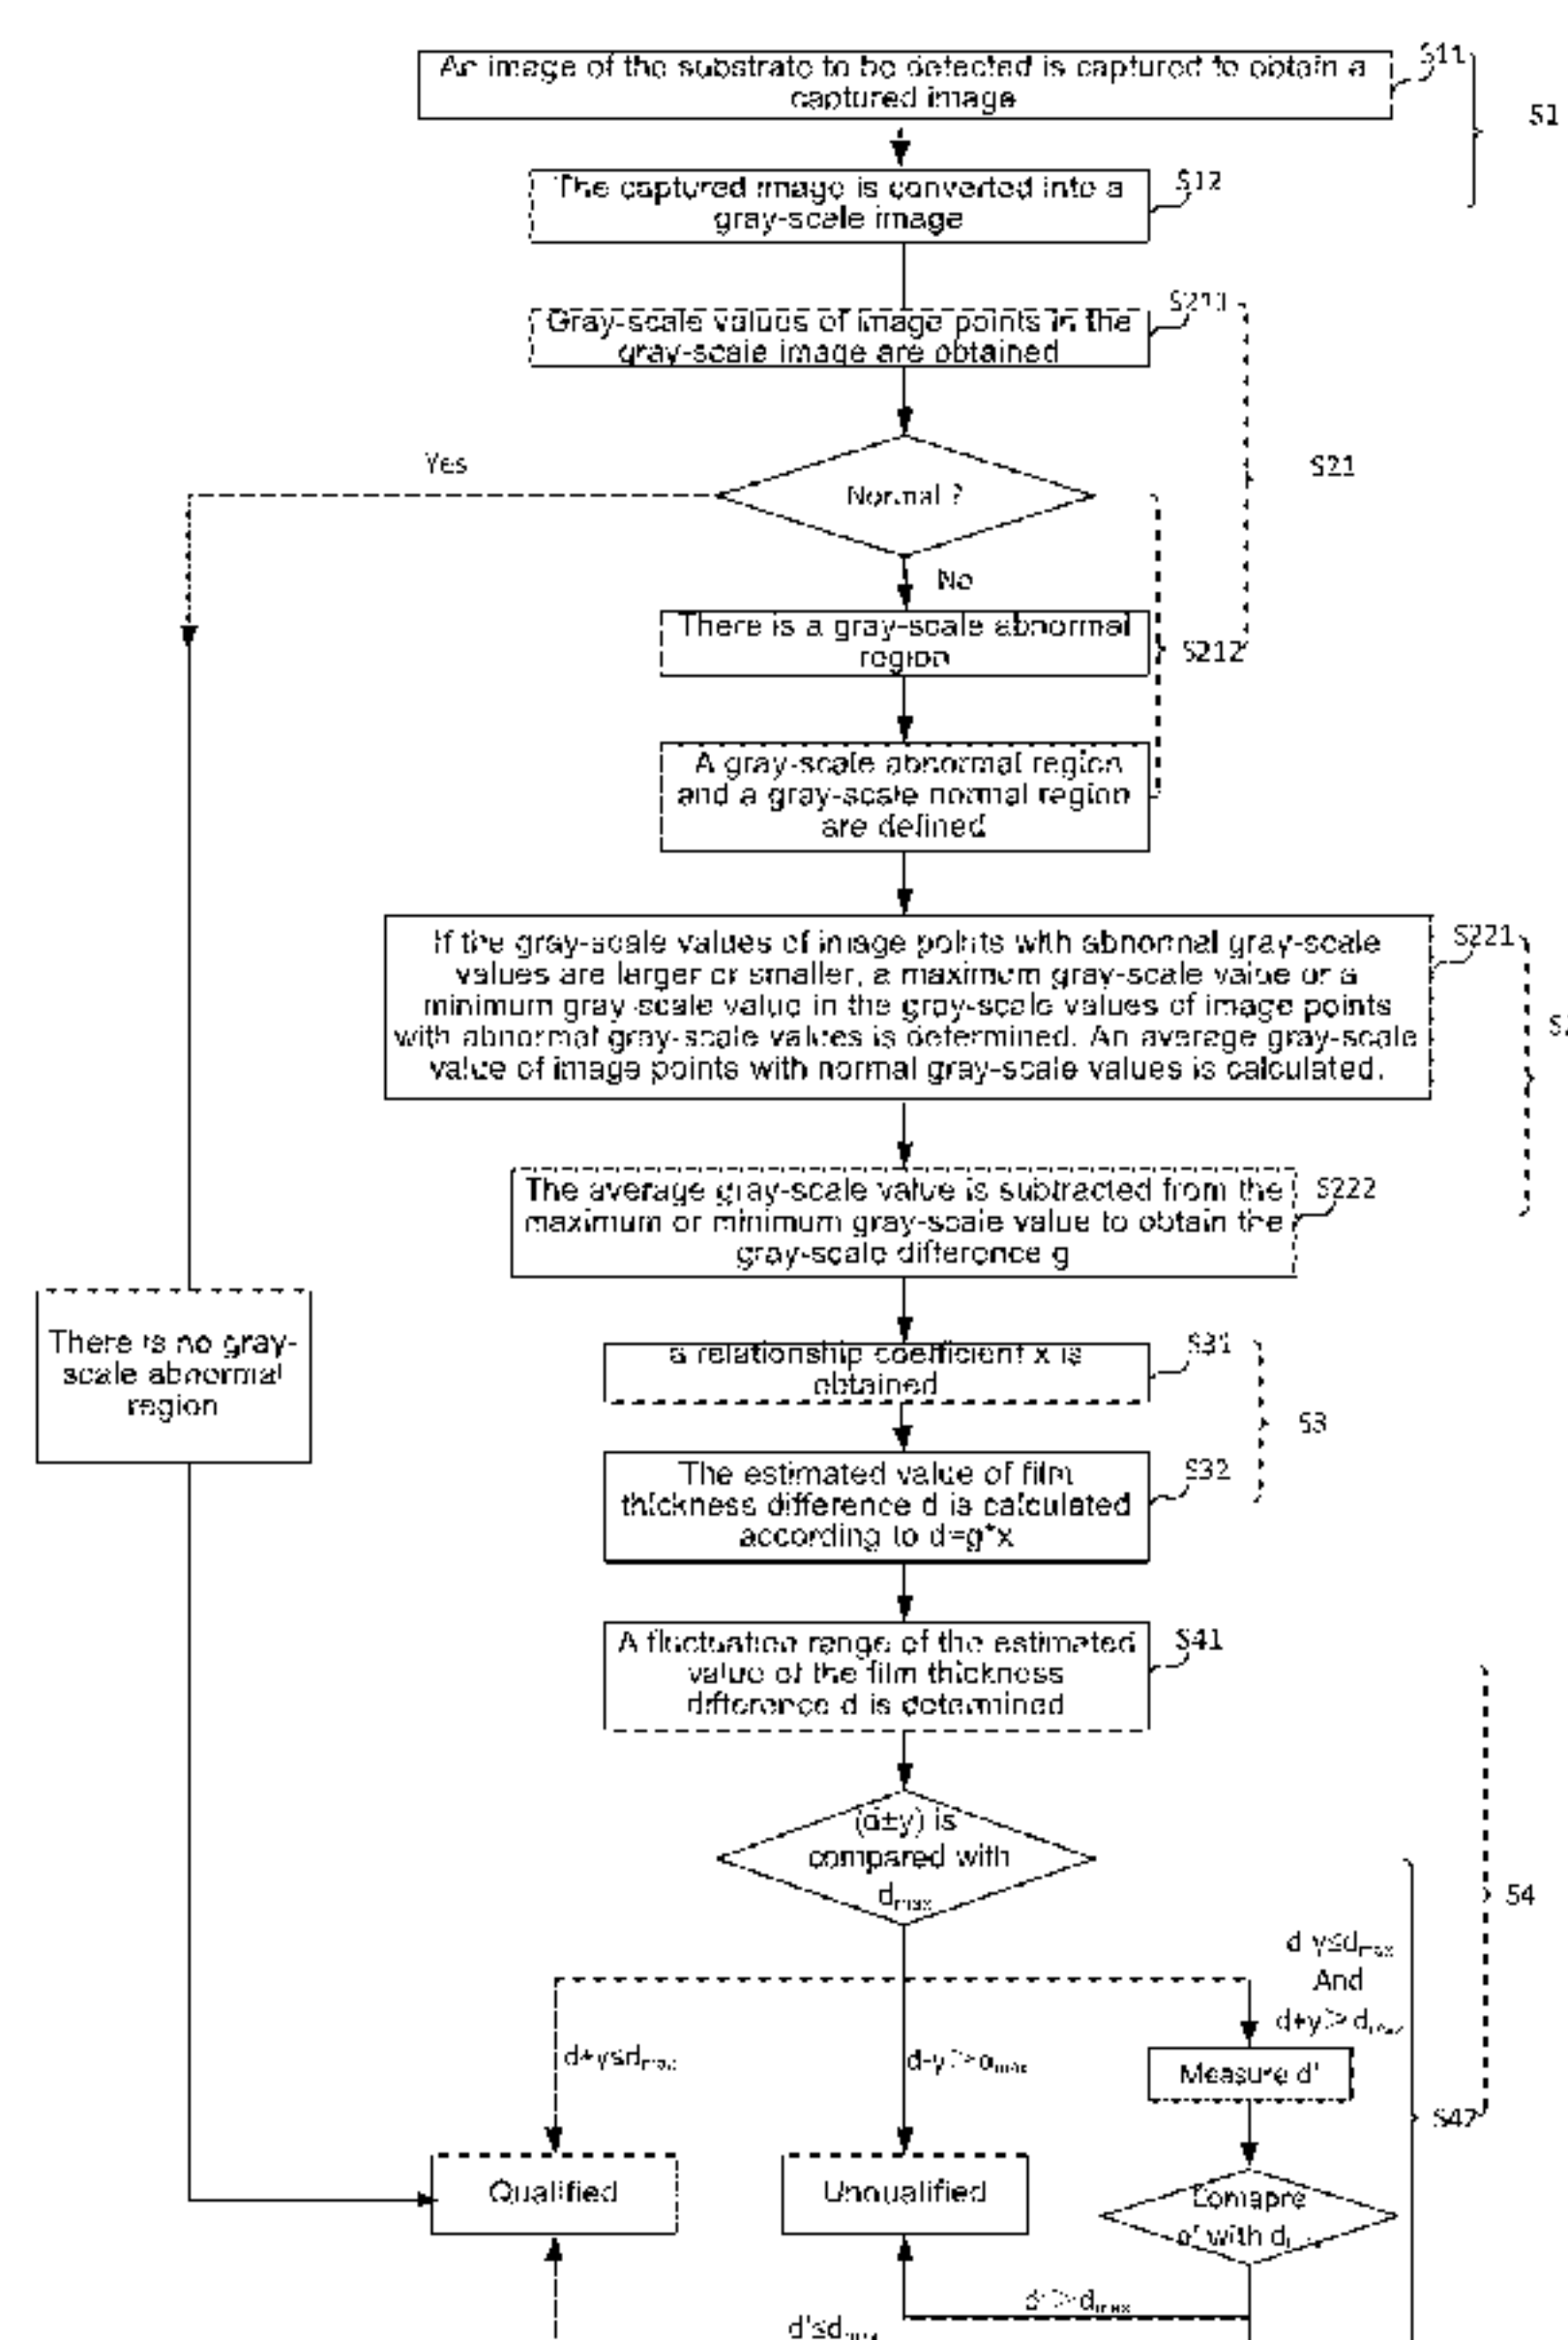 An image of the substrate to be detected is captured to obtain a
captured image
S11
S1
The captured image is converted into a
gray-scale image
S12
Gray-scale values of image points in the
gray-scale image are obtained
Yes
Normal ?
S21
No
There is a gray-scale abnormal
region
S212
A gray-scale abnormal region
and a gray-scale normal region
are defined
If the gray-scale values of image points with abnormal gray-scale
values are larger or smaller, a maximum gray-scale value or a
minimum gray-scale value in the gray-scale values of image points
with abnormal gray-scale values is determined. An average gray-scale
value of image points with normal gray-scale values is calculated.
S221
The average gray-scale value is subtracted from the
maximum or minimum gray-scale value to obtain the
gray-scale difference g
S222
There is no gray-
scale abnormal
region
a relationship coefficient x is
obtained
S31
S3
The estimated value of film
thickness difference d is calculated
according to d=g*x
S32
A fluctuation range of the estimated
value of the film thickness
difference d is determined
S41
(d±y) is
compared with
dmax
S4
d-y≤dmax
And
d+y>dmax
d+y≤dmax
d-y>dmax
Measure d'
S42
Qualified
Unqualified
Comapre
d' with
d'>dmax
d'≤dmax